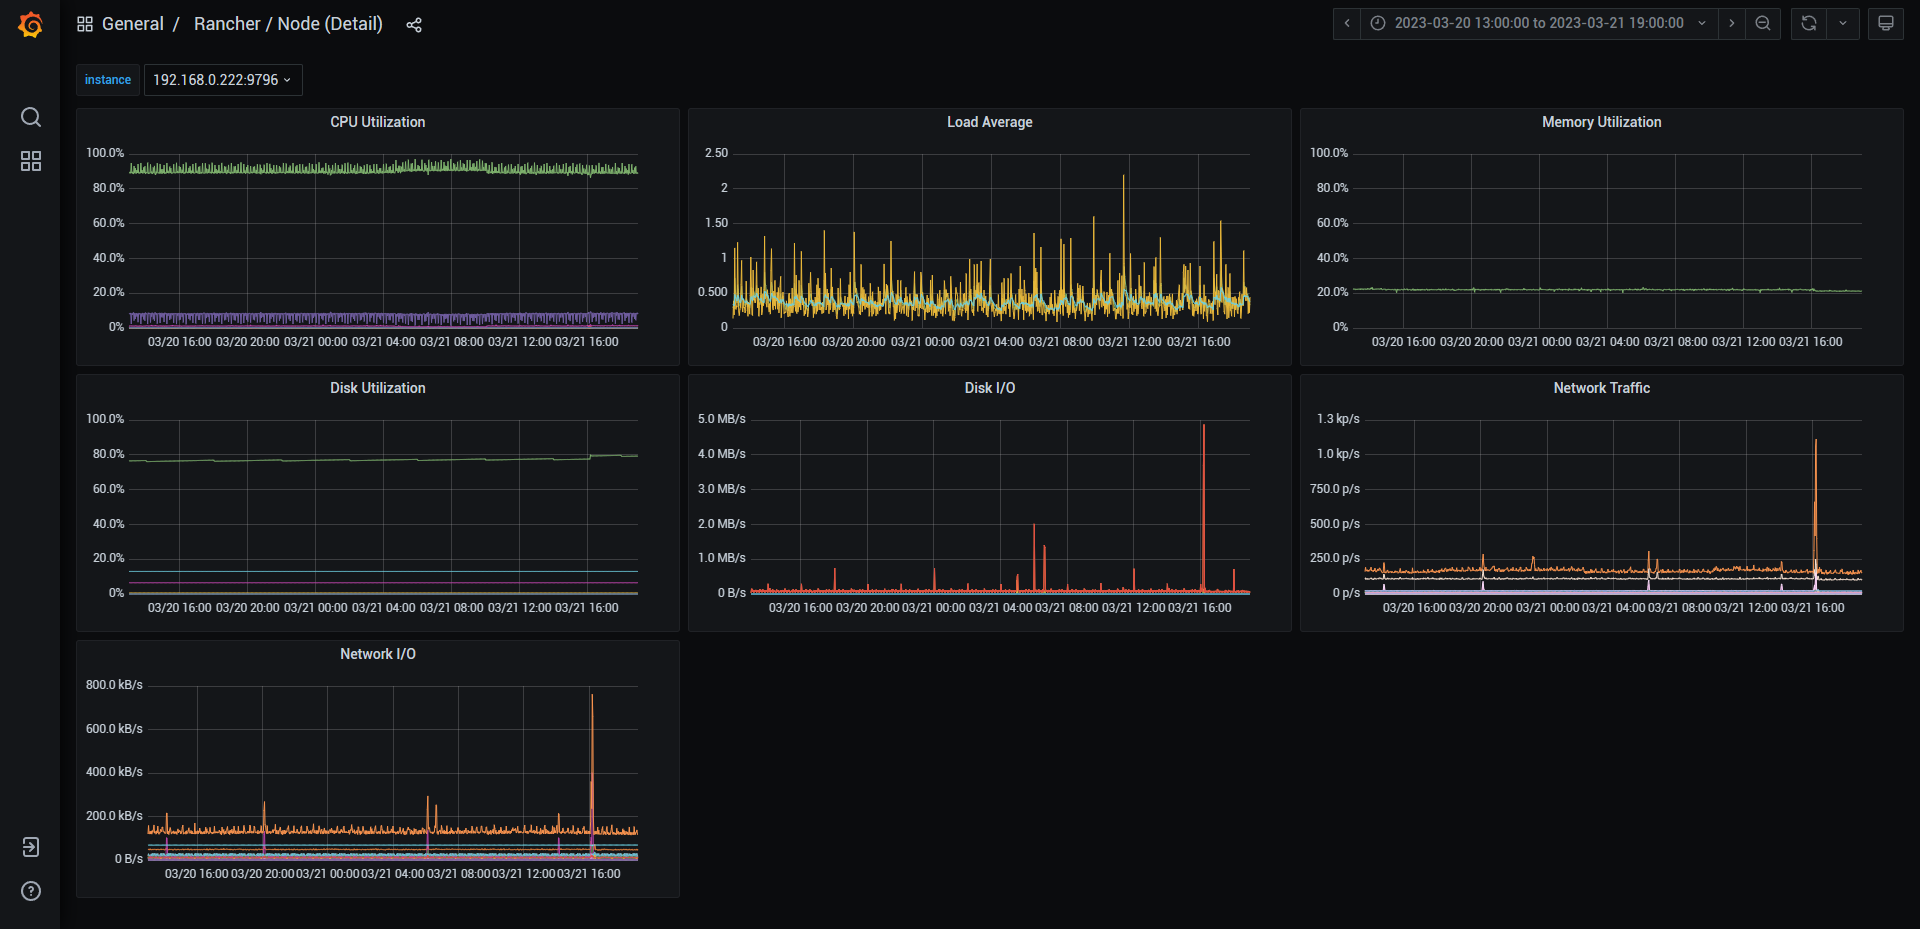 General / Rancher / Node (Detail)
2023-03-20 13:00:00 to 2023-03-21 19:00:00
instance 192.168.0.222:9796
CPU Utilization
100.0%
80.0%
60.0%
40.0%
20.0%
0%
03/20 16:00 03/20 20:00 03/21 00:00 03/21 04:00 03/21 08:00 03/21 12:00 03/21 16:00
Load Average
2.50
2
1.50
1
0.500
0
03/20 16:00 03/20 20:00 03/21 00:00 03/21 04:00 03/21 08:00 03/21 12:00 03/21 16:00
Memory Utilization
100.0%
80.0%
60.0%
40.0%
20.0%
0%
03/20 16:00 03/20 20:00 03/21 00:00 03/21 04:00 03/21 08:00 03/21 12:00 03/21 16:00
Disk Utilization
100.0%
80.0%
60.0%
40.0%
20.0%
0%
03/20 16:00 03/20 20:00 03/21 00:00 03/21 04:00 03/21 08:00 03/21 12:00 03/21 16:00
Disk I/O
5.0 MB/s
4.0 MB/s
3.0 MB/s
2.0 MB/s
1.0 MB/s
0 B/s
03/20 16:00 03/20 20:00 03/21 00:00 03/21 04:00 03/21 08:00 03/21 12:00 03/21 16:00
Network Traffic
1.3 kp/s
1.0 kp/s
750.0 p/s
500.0 p/s
250.0 p/s
0 p/s
03/20 16:00 03/20 20:00 03/21 00:00 03/21 04:00 03/21 08:00 03/21 12:00 03/21 16:00
Network I/O
800.0 kB/s
600.0 kB/s
400.0 kB/s
200.0 kB/s
0 B/s
03/20 16:00 03/20 20:00 03/21 00:00 03/21 04:00 03/21 08:00 03/21 12:00 03/21 16:00